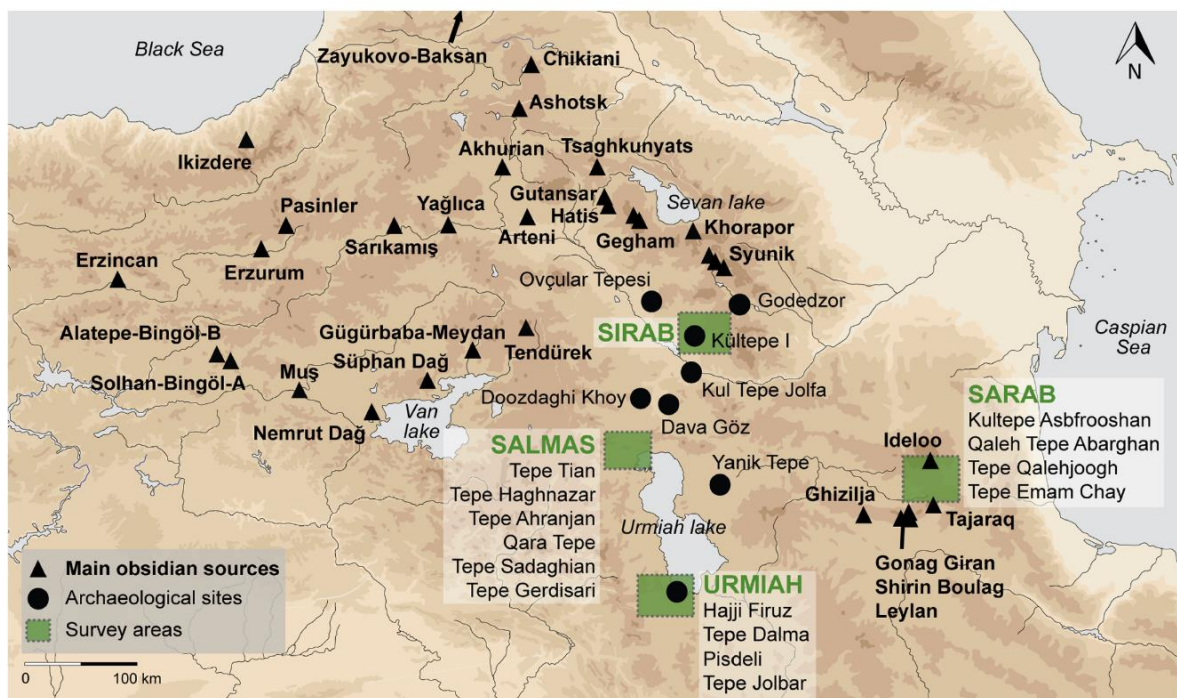 Black Sea
Zayukovo-Baksan
Chikiani
N
Ashotsk
Ikizdere
Akhurian
Tsaghkunyats
Gutansar
Hatis
Sevan lake
Pasinler
Yağlıca
Sarıkamış
Arteni
Gegham
Khorapor
Erzurum
Syunik
Erzincan
Ovçular Tepesi
Godedzor
Alatepe-Bingöl-B
Gügürbaba-Meydan
SIRAB
Kültepe I
Caspian
Sea
Süphan Dağ
Tendürek
Solhan-Bingöl-A
Muş
Kul Tepe Jolfa
Doozdaghi Khoy
Dava Göz
Van
lake
Nemrut Dağ
SARAB
Kultepe Asbfrooshan
Qaleh Tepe Abarghan
Tepe Qalehjoogh
Tepe Emam Chay
Ideloo
SALMAS
Tepe Tian
Tepe Haghnazar
Tepe Ahranjan
Qara Tepe
Tepe Sadaghian
Tepe Gerdisari
Yanik Tepe
Urmiah lake
Ghizilja
Tajaraq
Gonag Giran
Shirin Boulag
Leylan
URMIAH
Hajji Firuz
Tepe Dalma
Pisdeli
Tepe Jolbar
Main obsidian sources
Archaeological sites
Survey areas
0 100 km